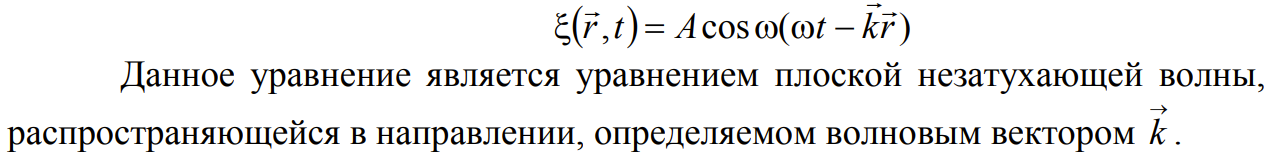 ξ(r⃗,t) = A cos ω(ωt − k⃗r⃗)
Данное уравнение является уравнением плоской незатухающей волны,
распространяющейся в направлении, определяемом волновым вектором k⃗ .